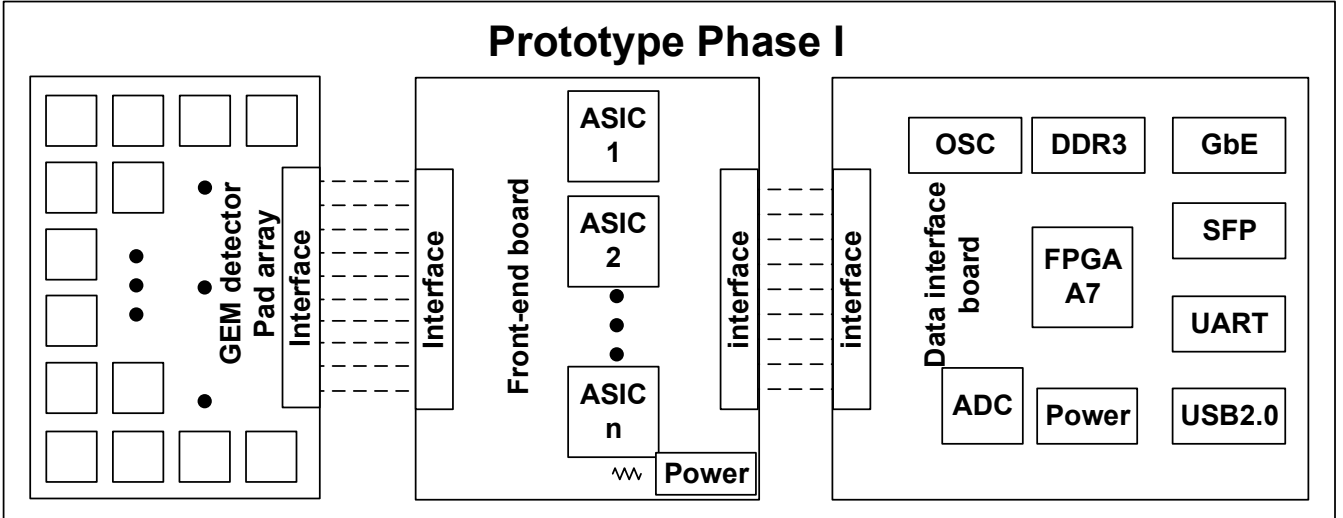 Prototype Phase I
GEM detector
Pad array
Interface
Interface
Front-end board
ASIC
1
ASIC
2
ASIC
n
Power
interface
interface
Data interface
board
OSC
DDR3
GbE
SFP
FPGA
A7
UART
ADC
Power
USB2.0